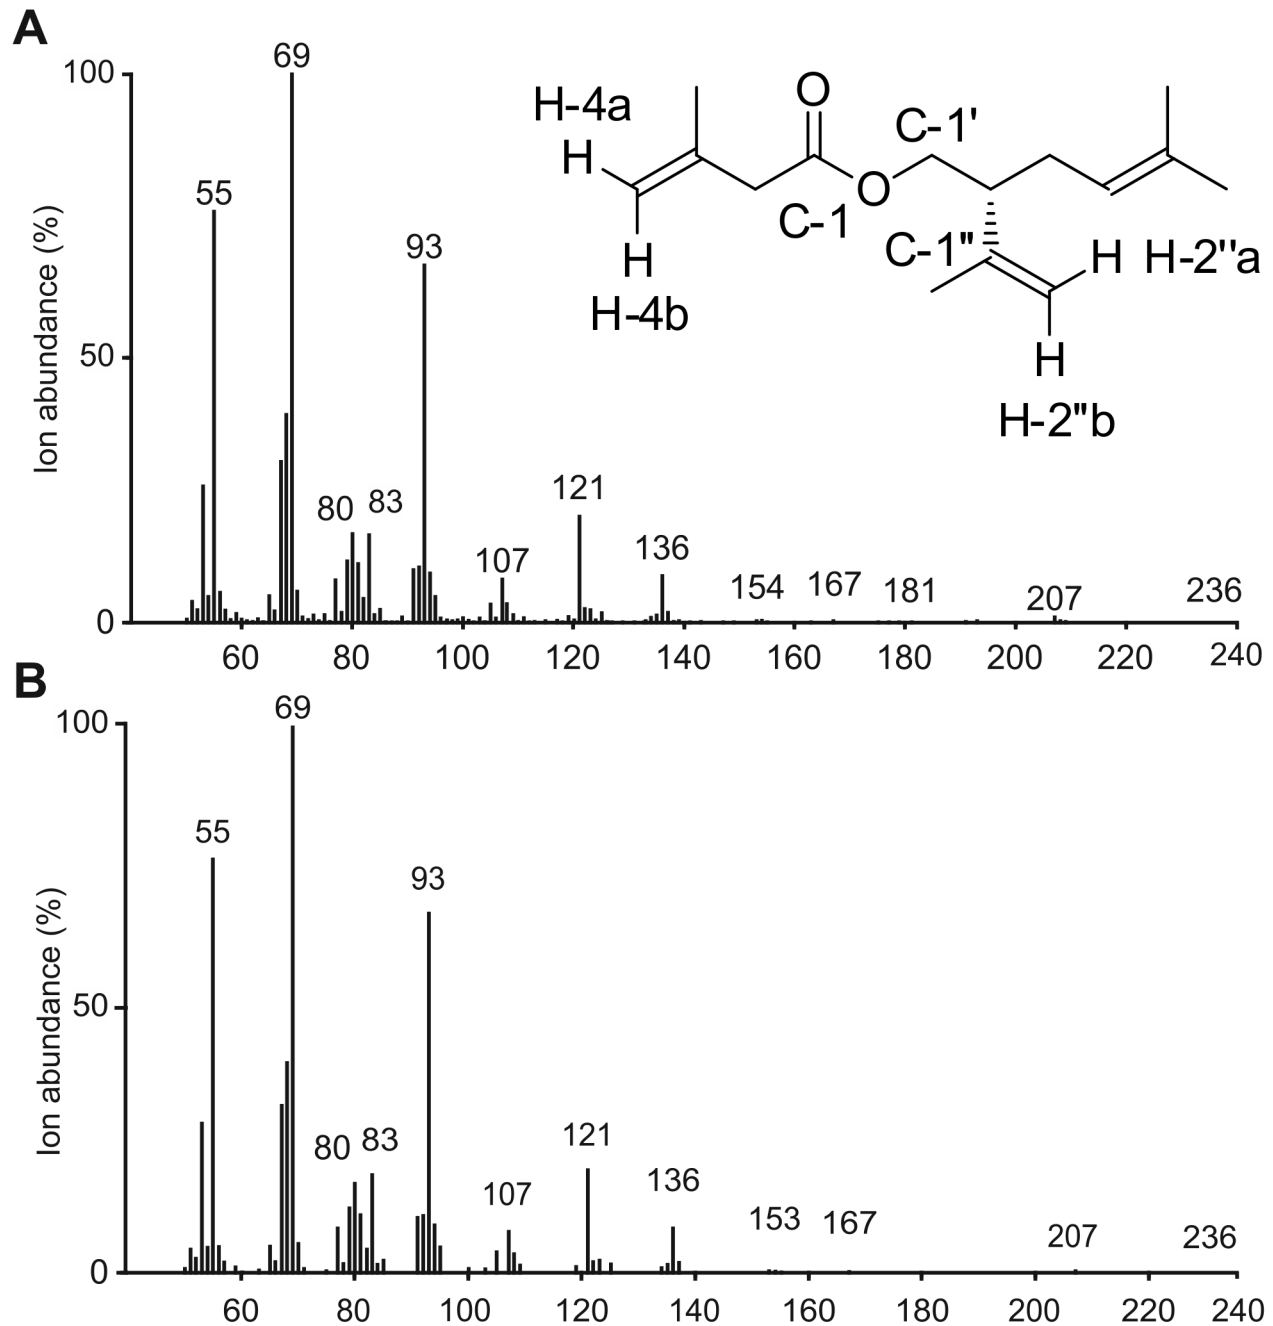 A
100
50
0
Ion abundance (%)
69
55
93
80
83
107
121
136
154
167
181
207
236
60 80 100 120 140 160 180 200 220 240
H-4a
H
H
H-4b
O
C-1
O
C-1'
C-1"
H
H-2''a
H
H-2"b
B
100
50
0
Ion abundance (%)
69
55
93
80
83
107
121
136
153
167
207
236
60 80 100 120 140 160 180 200 220 240